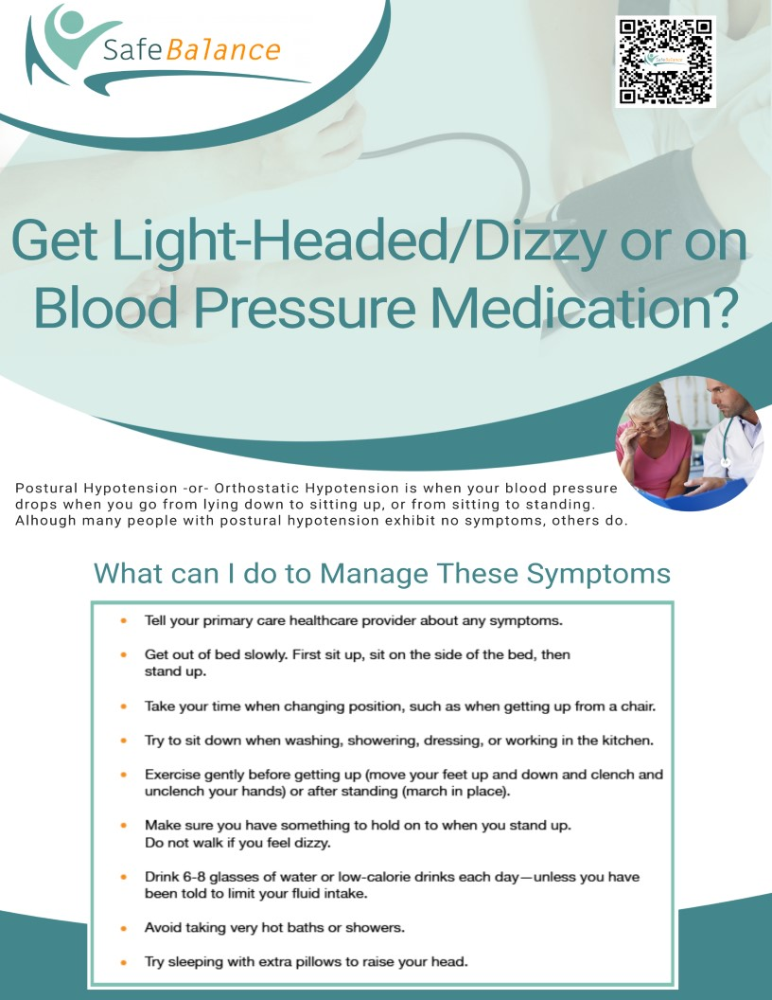 SafeBalance
SafeBalance
Get Light-Headed/Dizzy or on
Blood Pressure Medication?
Postural Hypotension -or- Orthostatic Hypotension is when your blood pressure
drops when you go from lying down to sitting up, or from sitting to standing.
Alhough many people with postural hypotension exhibit no symptoms, others do.
What can I do to Manage These Symptoms
• Tell your primary care healthcare provider about any symptoms.
• Get out of bed slowly. First sit up, sit on the side of the bed, then
stand up.
• Take your time when changing position, such as when getting up from a chair.
• Try to sit down when washing, showering, dressing, or working in the kitchen.
• Exercise gently before getting up (move your feet up and down and clench and
unclench your hands) or after standing (march in place).
• Make sure you have something to hold on to when you stand up.
Do not walk if you feel dizzy.
• Drink 6-8 glasses of water or low-calorie drinks each day—unless you have
been told to limit your fluid intake.
• Avoid taking very hot baths or showers.
• Try sleeping with extra pillows to raise your head.